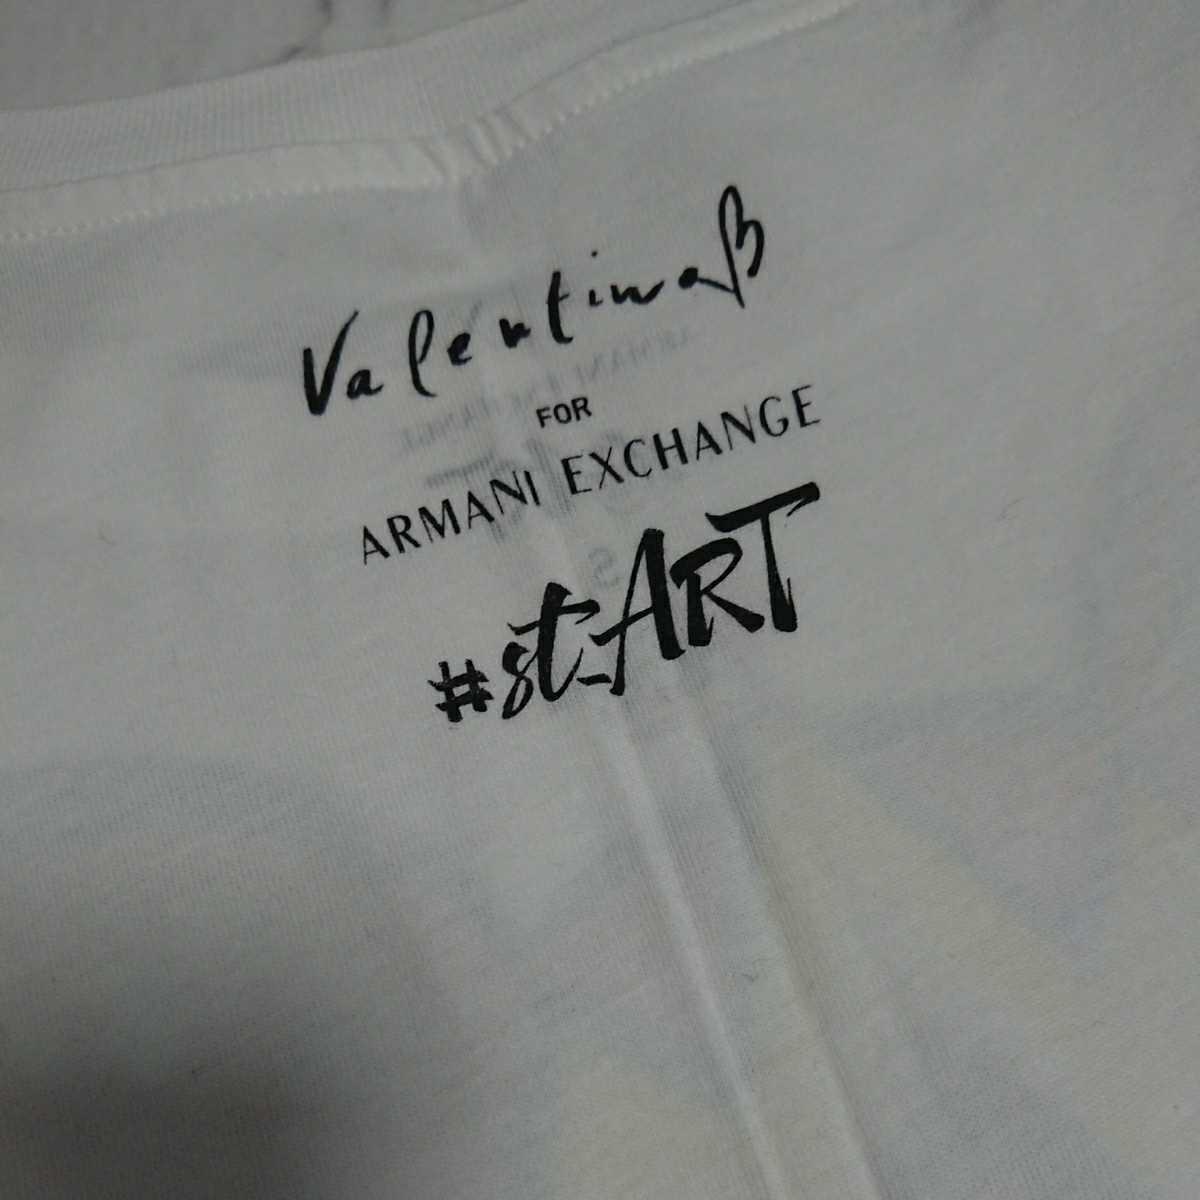 ValentinaB
FOR
ARMANI EXCHANGE
#st_ART